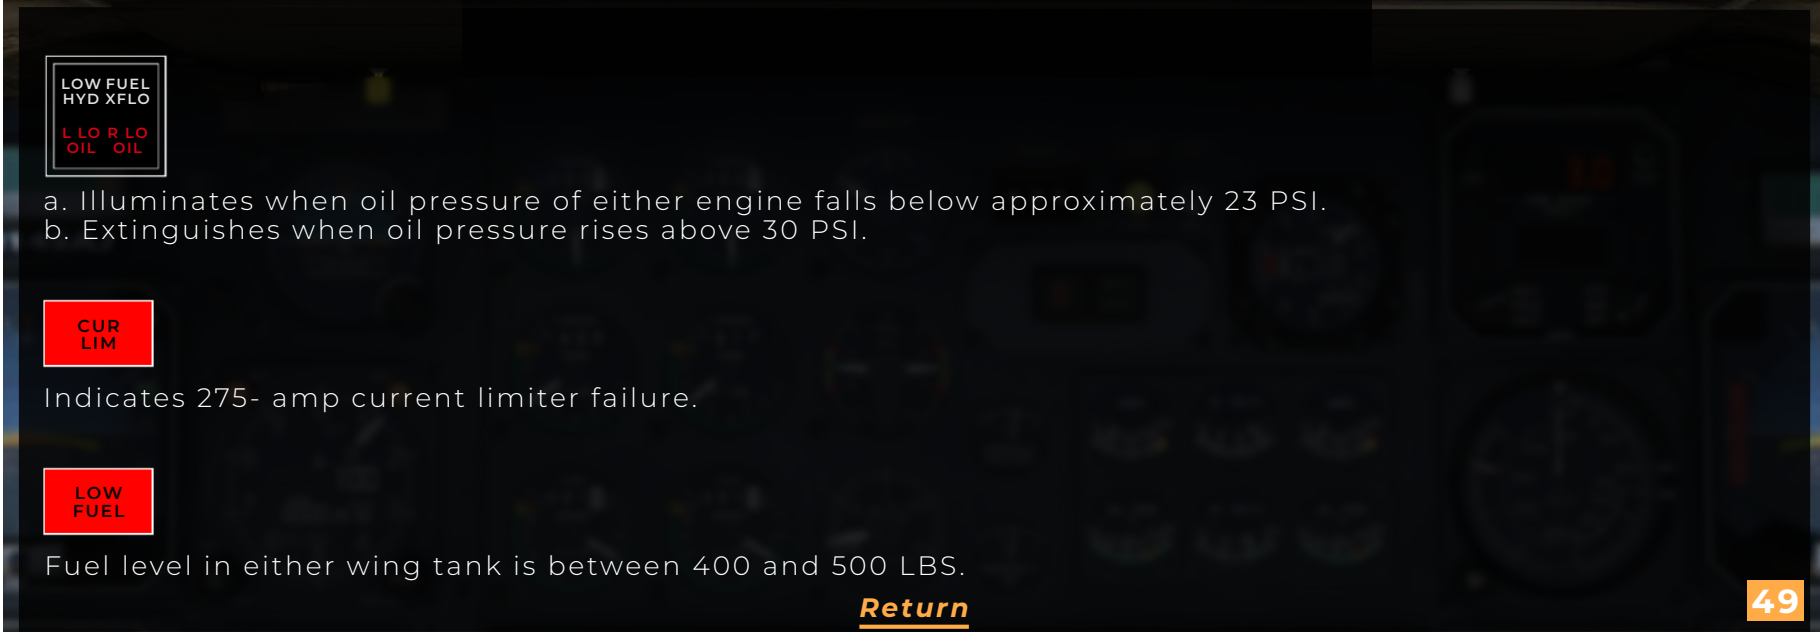 LOW FUEL
HYD XFLO
L LO R LO
OIL OIL
a. Illuminates when oil pressure of either engine falls below approximately 23 PSI.
b. Extinguishes when oil pressure rises above 30 PSI.
CUR
LIM
Indicates 275- amp current limiter failure.
LOW
FUEL
Fuel level in either wing tank is between 400 and 500 LBS.
Return
49